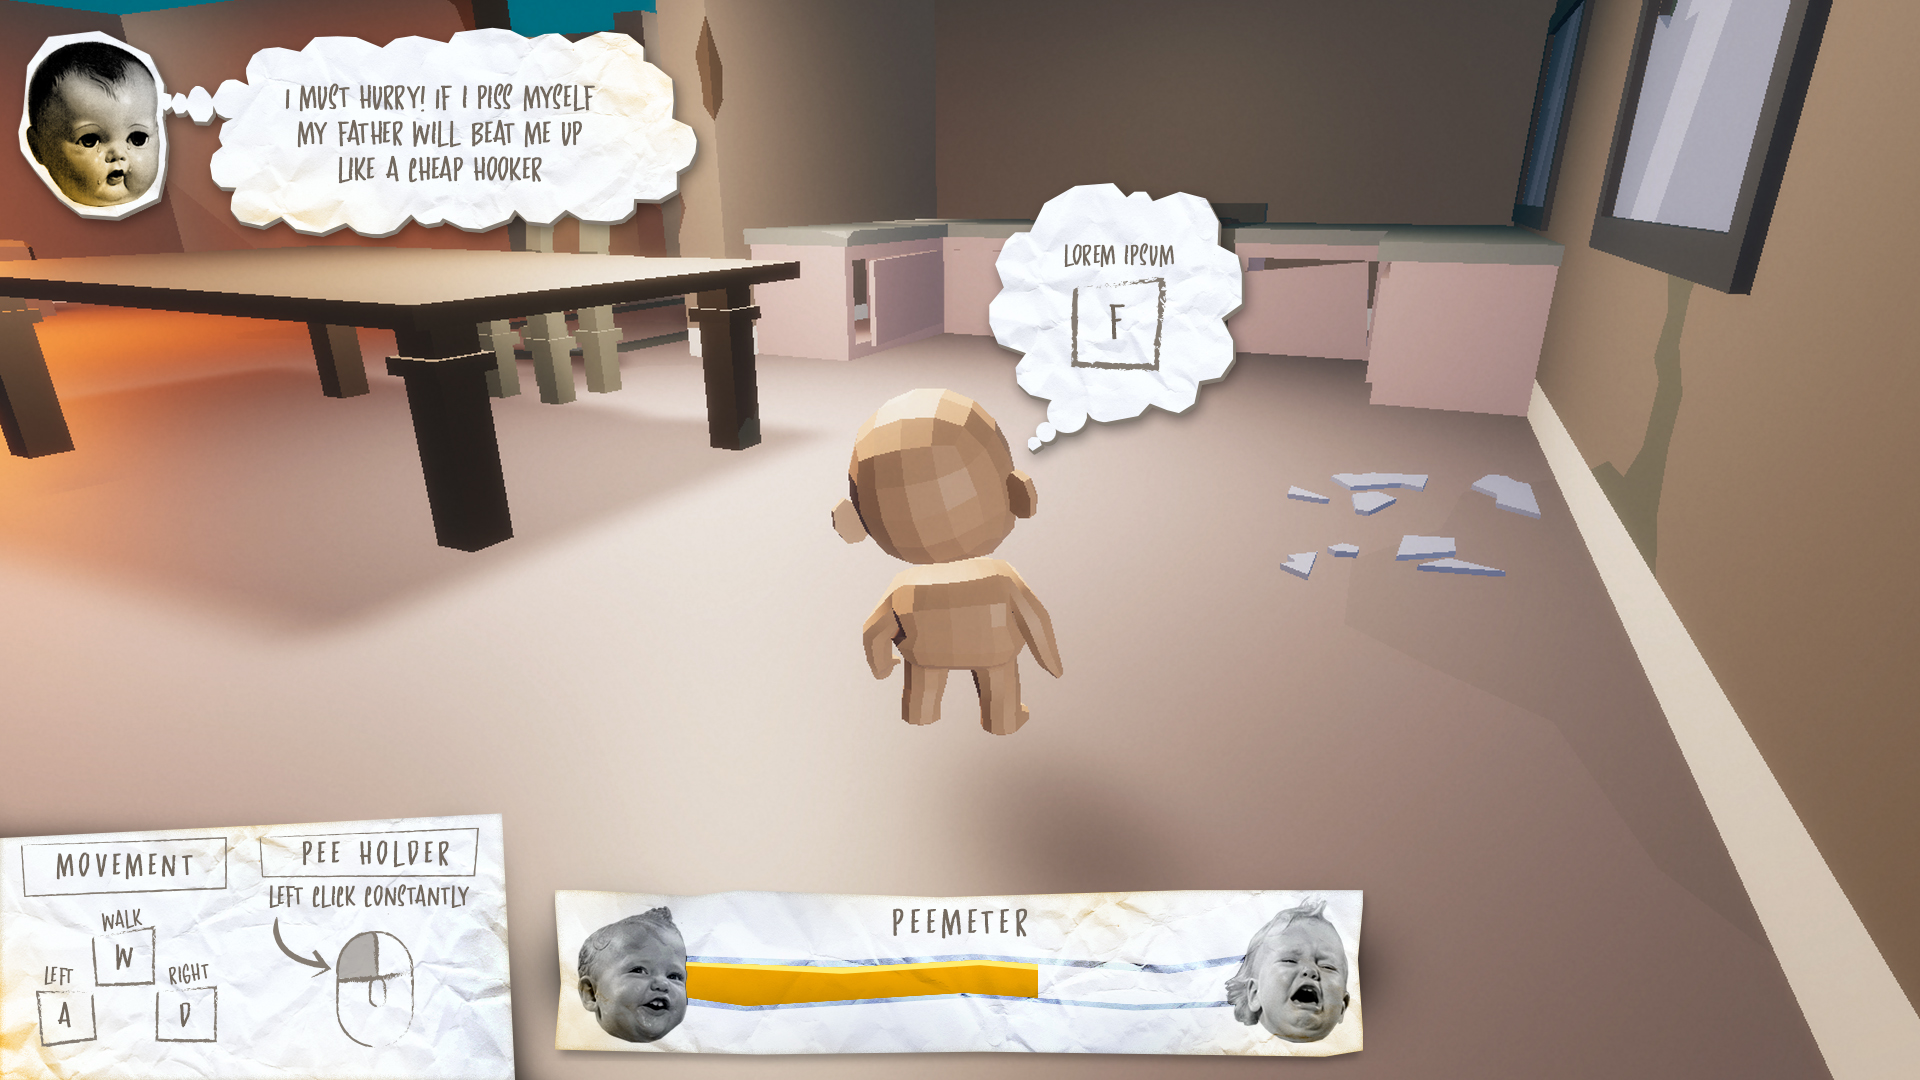 I MUST HURRY! IF I PISS MYSELF
MY FATHER WILL BEAT ME UP
LIKE A CHEAP HOOKER
LOREM IPSUM
F
MOVEMENT
WALK
W
LEFT
A
RIGHT
D
PEE HOLDER
LEFT CLICK CONSTANTLY
PEEMETER